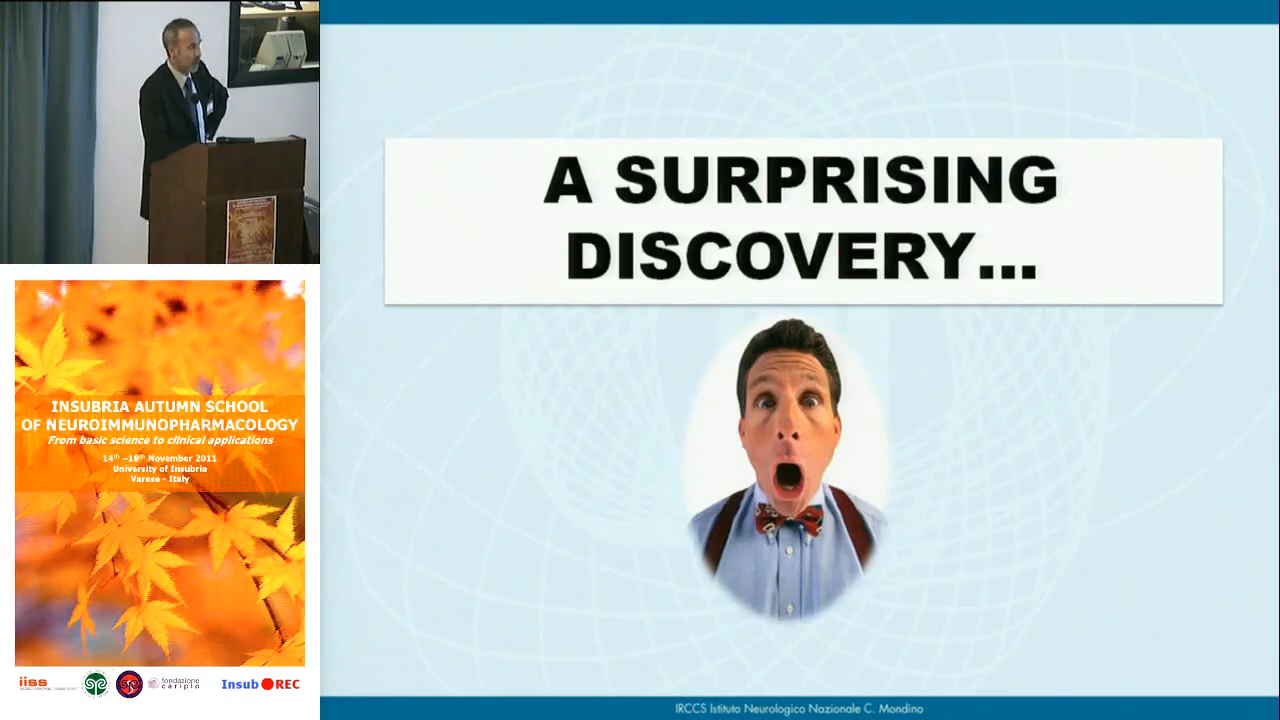 A SURPRISING
DISCOVERY...
INSUBRIA AUTUMN SCHOOL
OF NEUROIMMUNOPHARMACOLOGY
From basic science to clinical applications
14th –18th November 2011
University of Insubria
Varese - Italy
iiss
fondazione
cariplo
Insub REC
IRCCS Istituto Neurologico Nazionale C. Mondino